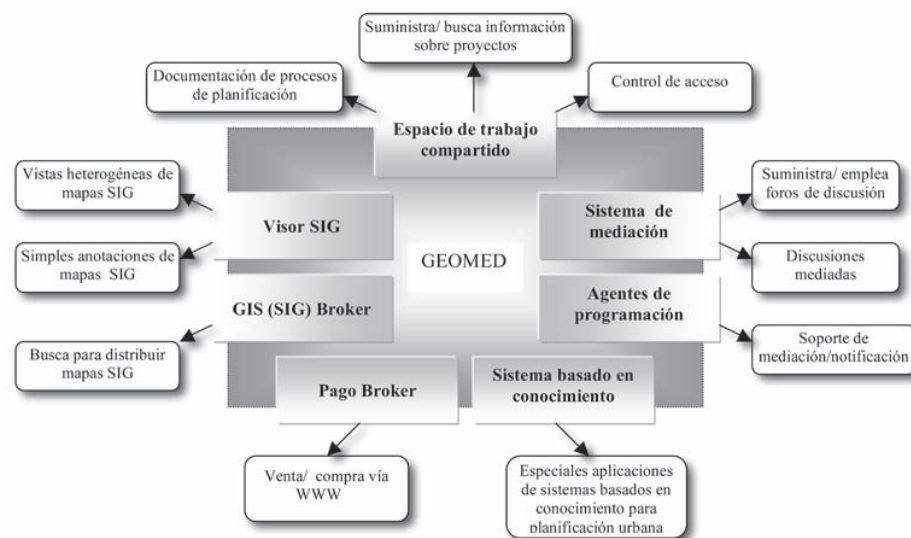 Suministra/ busca información
sobre proyectos
Documentación de procesos
de planificación
Control de acceso
Espacio de trabajo
compartido
Vistas heterogéneas de
mapas SIG
Suministra/ emplea
foros de discusión
Visor SIG
Sistema de
mediación
Simples anotaciones de
mapas SIG
GEOMED
Discusiones
mediadas
GIS (SIG) Broker
Agentes de
programación
Busca para distribuir
mapas SIG
Soporte de
mediación/notificación
Pago Broker
Sistema basado en
conocimiento
Venta/ compra vía
WWW
Especiales aplicaciones
de sistemas basados en
conocimiento para
planificación urbana